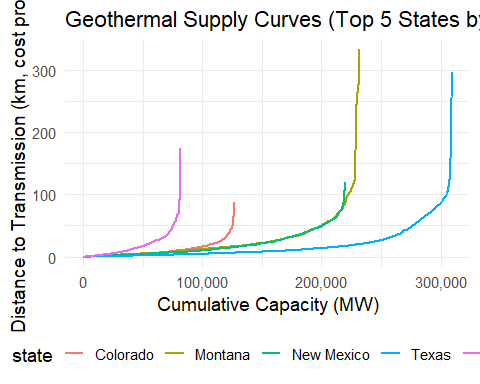 Geothermal Supply Curves (Top 5 States by
Distance to Transmission (km, cost pro
300
200
100
0
0
100,000
200,000
300,000
Cumulative Capacity (MW)
state
Colorado
Montana
New Mexico
Texas